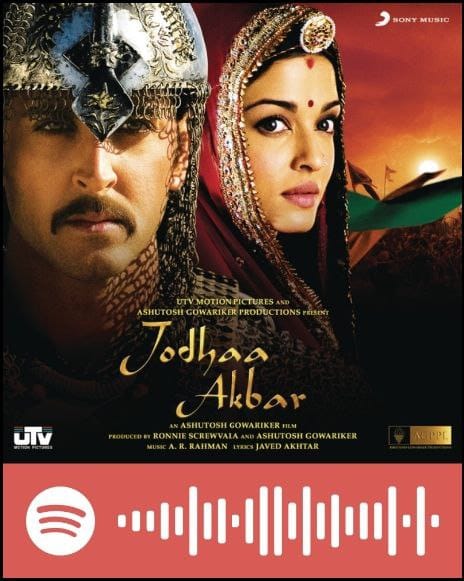 SONY MUSIC
UTV MOTION PICTURES AND
ASHUTOSH GOWARIKER PRODUCTIONS PRESENT
Jodhaa
Akbar
AN ASHUTOSH GOWARIKER FILM
PRODUCED BY RONNIE SCREWVALA AND ASHUTOSH GOWARIKER
MUSIC A. R. RAHMAN LYRICS JAVED AKHTAR
UTV
MOTION PICTURES
AGPPL